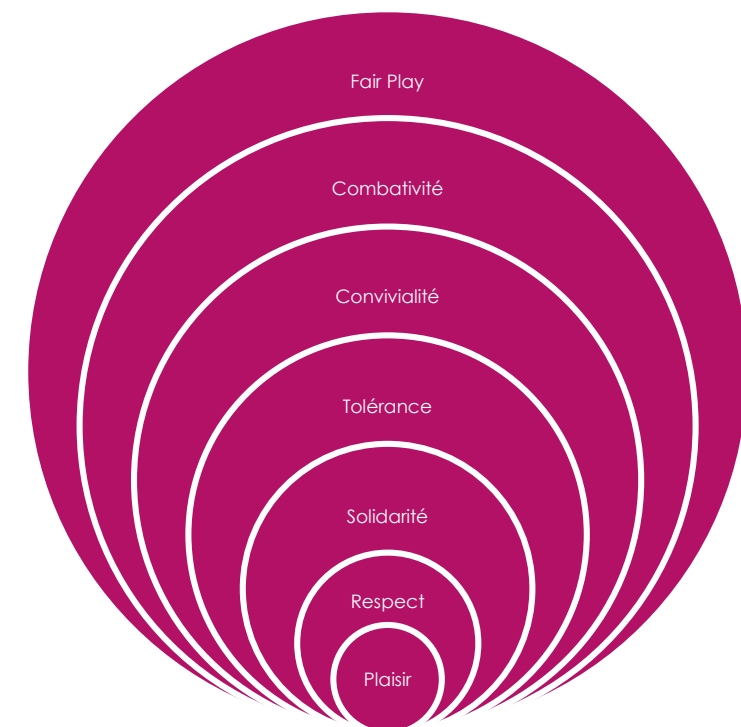 Fair Play
Combativité
Convivialité
Tolérance
Solidarité
Respect
Plaisir